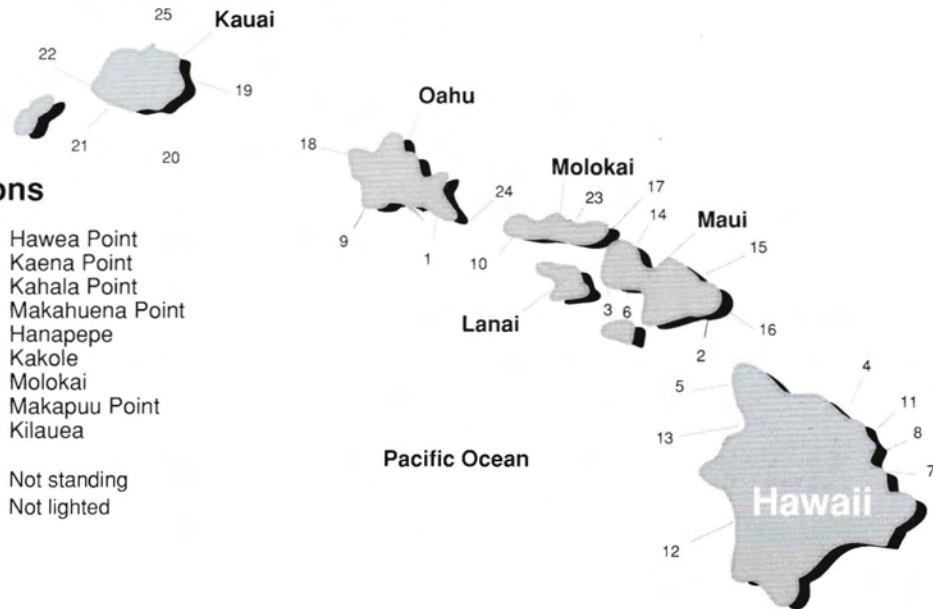 25
Kauai
22
19
21
20
Oahu
18
Molokai
23
17
24
14
Maui
15
9
1
10
Lanai
3
6
2
16
ons
Hawea Point
Kaena Point
Kahala Point
Makahuena Point
Hanapepe
Kakole
Molokai
Makapuu Point
Kilauea
Not standing
Not lighted
Pacific Ocean
5
4
11
13
8
7
Hawaii
12